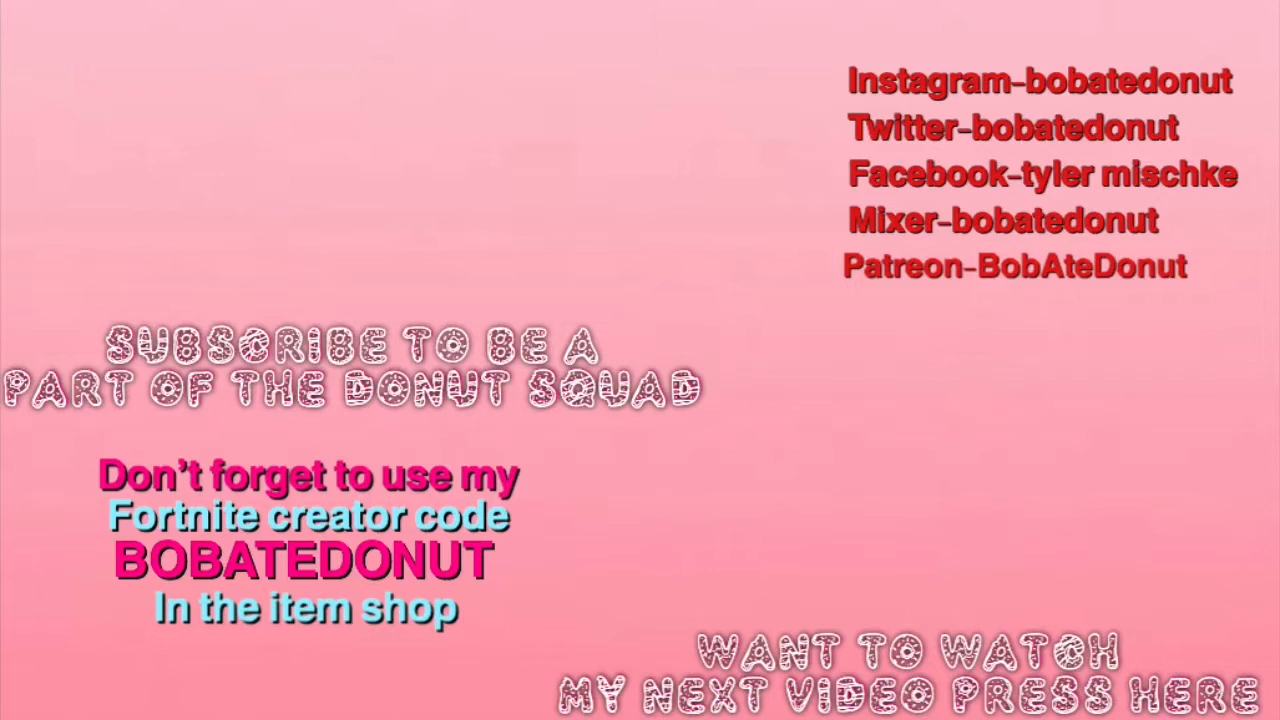 Instagram-bobatedonut
Twitter-bobatedonut
Facebook-tyler mischke
Mixer-bobatedonut
Patreon-BobAteDonut
SUBSCRIBE TO BE A
PART OF THE DONUT SQUAD
Don't forget to use my
Fortnite creator code
BOBATEDONUT
In the item shop
WANT TO WATCH
MY NEXT VIDEO PRESS HERE